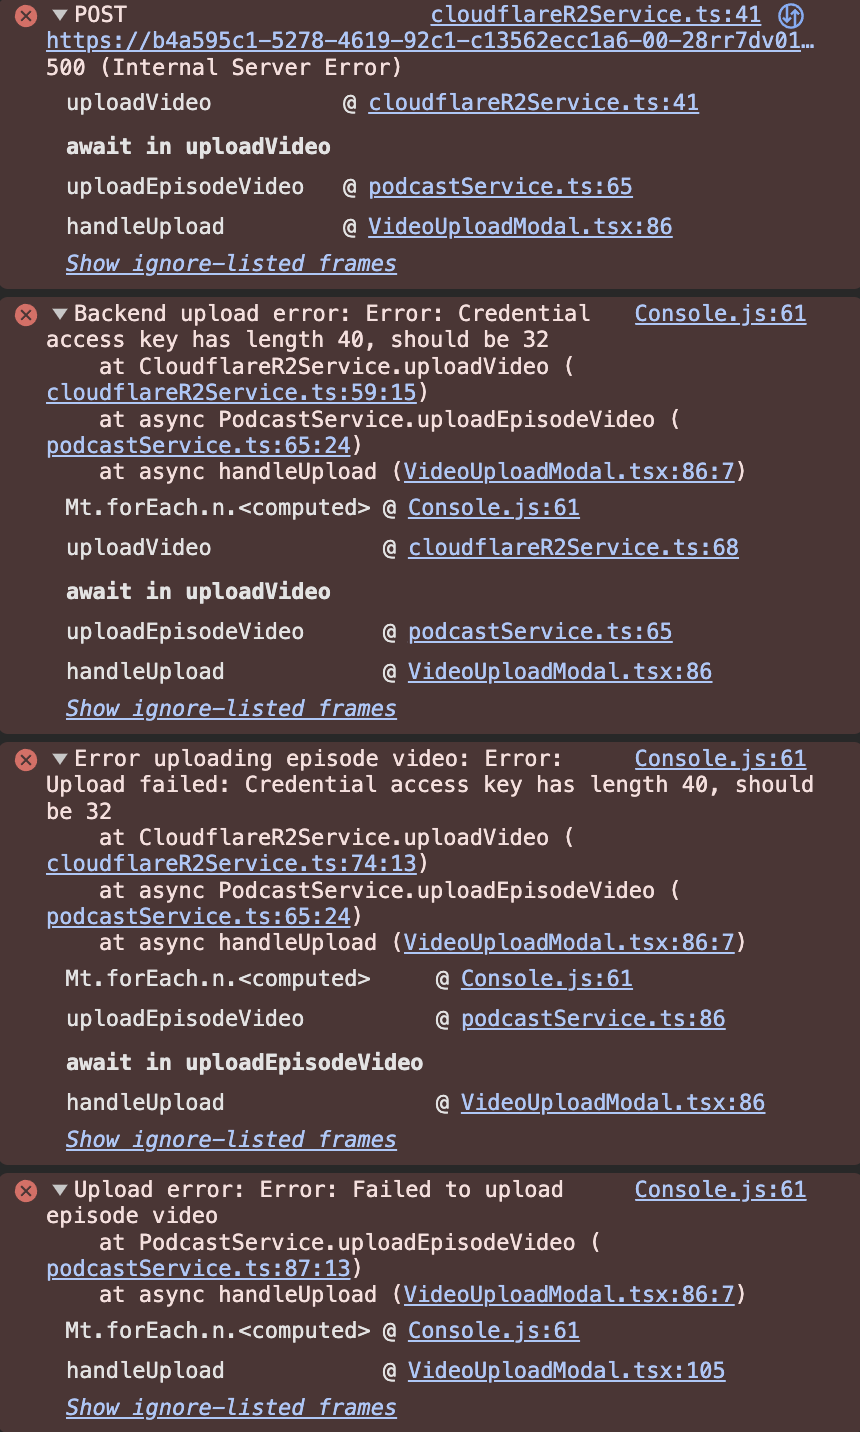 ▼POST cloudflareR2Service.ts:41
https://b4a595c1-5278-4619-92c1-c13562ecc1a6-00-28rr7dv01…
500 (Internal Server Error)
uploadVideo @ cloudflareR2Service.ts:41
await in uploadVideo
uploadEpisodeVideo @ podcastService.ts:65
handleUpload @ VideoUploadModal.tsx:86
Show ignore-listed frames
▼Backend upload error: Error: Credential Console.js:61
access key has length 40, should be 32
at CloudflareR2Service.uploadVideo (
cloudflareR2Service.ts:59:15)
at async PodcastService.uploadEpisodeVideo (
podcastService.ts:65:24)
at async handleUpload (VideoUploadModal.tsx:86:7)
Mt.forEach.n.<computed> @ Console.js:61
uploadVideo @ cloudflareR2Service.ts:68
await in uploadVideo
uploadEpisodeVideo @ podcastService.ts:65
handleUpload @ VideoUploadModal.tsx:86
Show ignore-listed frames
▼Error uploading episode video: Error: Console.js:61
Upload failed: Credential access key has length 40, should
be 32
at CloudflareR2Service.uploadVideo (
cloudflareR2Service.ts:74:13)
at async PodcastService.uploadEpisodeVideo (
podcastService.ts:65:24)
at async handleUpload (VideoUploadModal.tsx:86:7)
Mt.forEach.n.<computed> @ Console.js:61
uploadEpisodeVideo @ podcastService.ts:86
await in uploadEpisodeVideo
handleUpload @ VideoUploadModal.tsx:86
Show ignore-listed frames
▼Upload error: Error: Failed to upload Console.js:61
episode video
at PodcastService.uploadEpisodeVideo (
podcastService.ts:87:13)
at async handleUpload (VideoUploadModal.tsx:86:7)
Mt.forEach.n.<computed> @ Console.js:61
handleUpload @ VideoUploadModal.tsx:105
Show ignore-listed frames